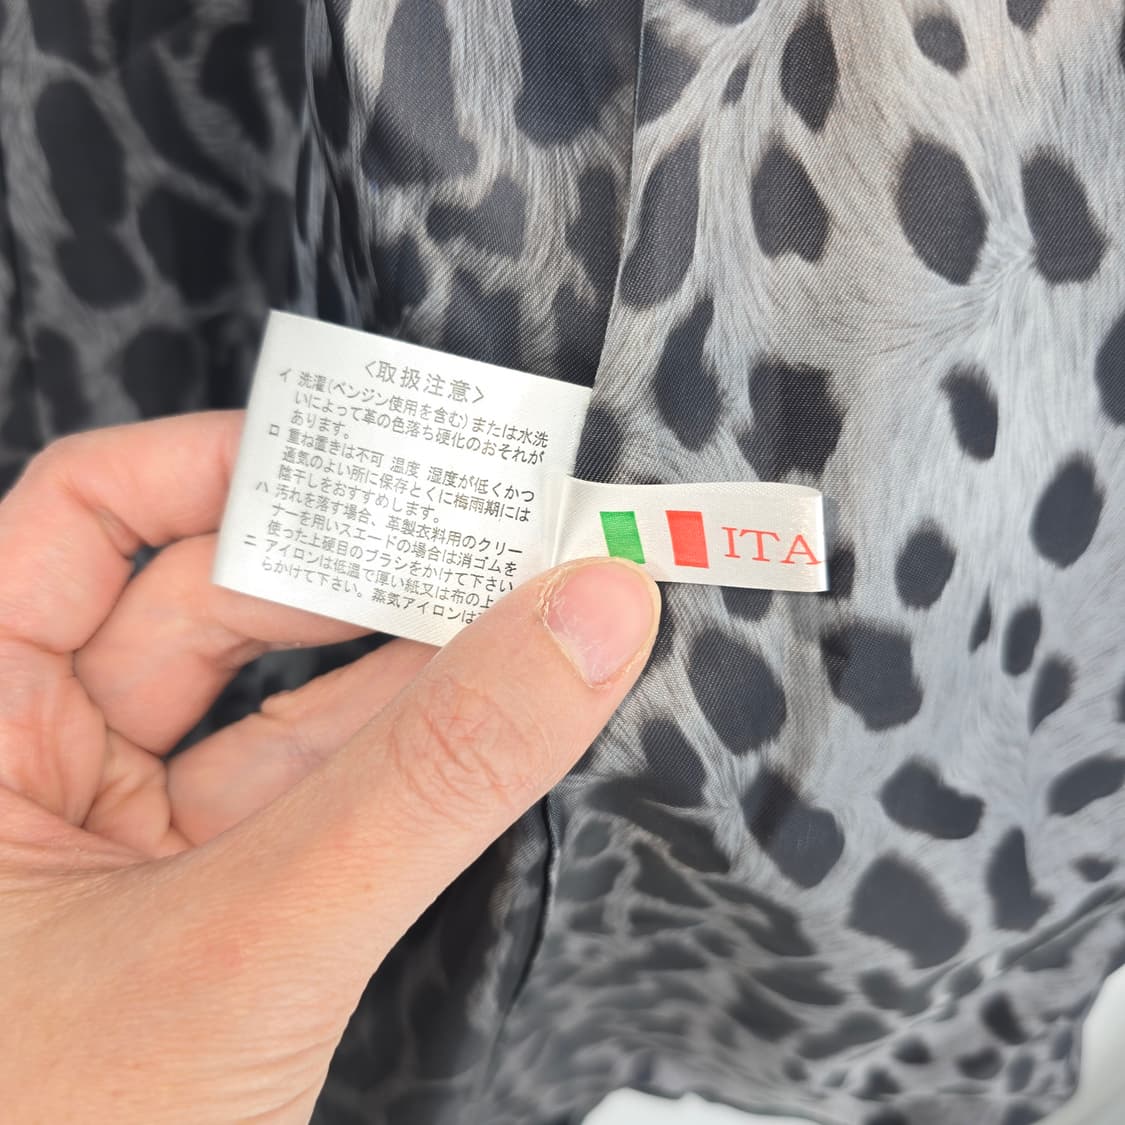 <取扱注意>
イ 洗濯(ベンジン使用を含む)または水洗
いによって革の色落ち硬化のおそれが
あります。
ロ 重ね置きは不可 温度 湿度が低くかつ
通気のよい所に保存とくに梅雨期には
陰干しをおすすめします。
ハ 汚れを落す場合、革製衣料用のクリー
ナーを用いスエードの場合は消ゴムを
使った上硬目のブラシをかけて下さい
ニ アイロンは低温で厚い紙又は布の上
らかけて下さい。蒸気アイロンは
ITA